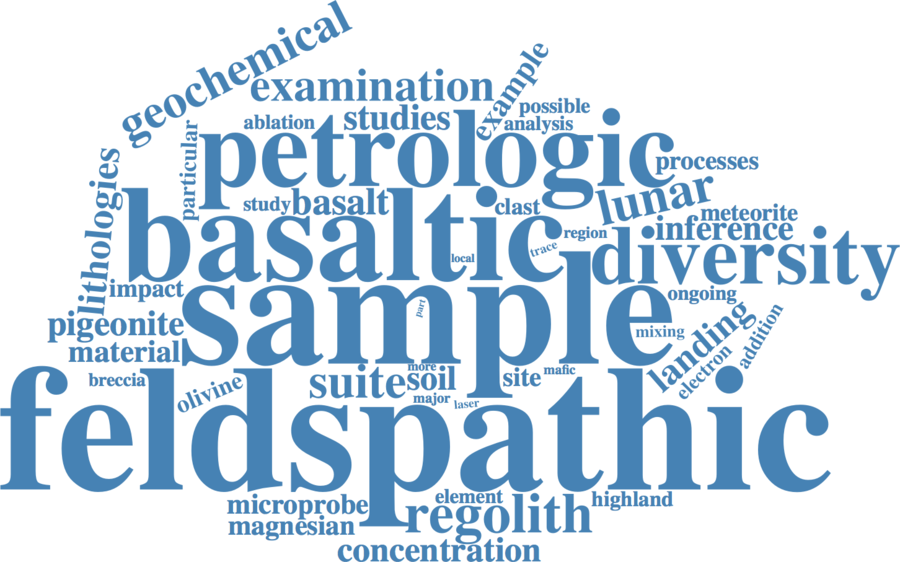 geochemical
examination
example
possible
ablation
studies
analysis
particular
petrologic
processes
lithologies
study
basalt
clast
lunar
meteorite
inference
region
trace
basaltic
local
diversity
impact
sample
part
ongoing
pigeonite
mixing
landing
addition
material
electron
breccia
olivine
suite
more
soil
site
mafic
major
laser
feldspathic
microprobe
element
highland
magnesian
regolith
concentration